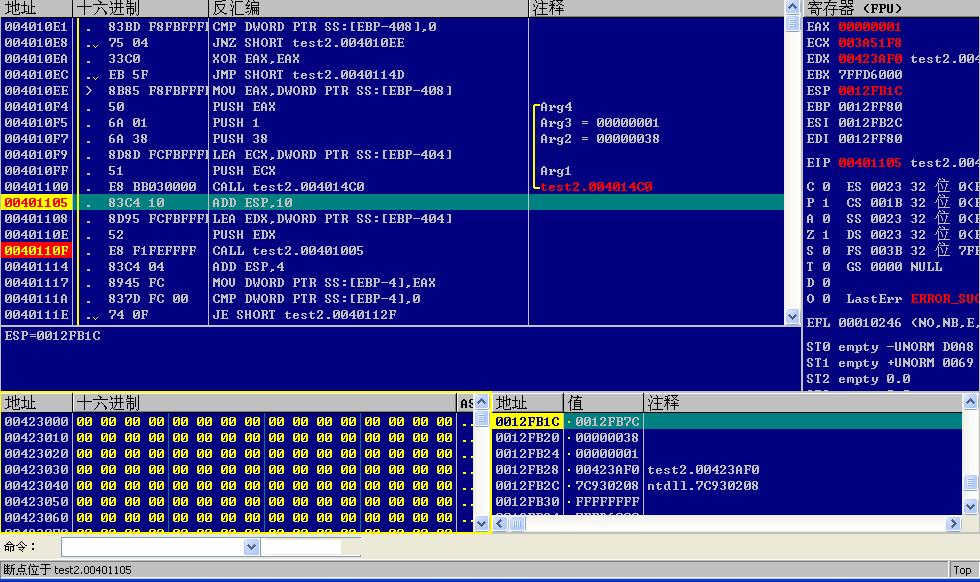 地址 十六进制 反汇编 注释
004010E1 . 83BD F8FBFFFF CMP DWORD PTR SS:[EBP-408],0
004010E8 .⌄ 75 04 JNZ SHORT test2.004010EE
004010EA . 33C0 XOR EAX,EAX
004010EC .⌄ EB 5F JMP SHORT test2.0040114D
004010EE > 8B85 F8FBFFFF MOV EAX,DWORD PTR SS:[EBP-408]
004010F4 . 50 PUSH EAX Arg4
004010F5 . 6A 01 PUSH 1 Arg3 = 00000001
004010F7 . 6A 38 PUSH 38 Arg2 = 00000038
004010F9 . 8D8D FCFBFFFF LEA ECX,DWORD PTR SS:[EBP-404]
004010FF . 51 PUSH ECX Arg1
00401100 . E8 BB030000 CALL test2.004014C0 test2.004014C0
00401105 . 83C4 10 ADD ESP,10
00401108 . 8D95 FCFBFFFF LEA EDX,DWORD PTR SS:[EBP-404]
0040110E . 52 PUSH EDX
0040110F . E8 F1FEFFFF CALL test2.00401005
00401114 . 83C4 04 ADD ESP,4
00401117 . 8945 FC MOV DWORD PTR SS:[EBP-4],EAX
0040111A . 837D FC 00 CMP DWORD PTR SS:[EBP-4],0
0040111E .⌄ 74 0F JE SHORT test2.0040112F
ESP=0012FB1C
寄存器 (FPU)
EAX 00000001
ECX 003A51F8
EDX 00423AF0 test2.004
EBX 7FFD6000
ESP 0012FB1C
EBP 0012FF80
ESI 0012FB2C
EDI 0012FF80
EIP 00401105 test2.004
C 0 ES 0023 32 位 0(
P 1 CS 001B 32 位 0(
A 0 SS 0023 32 位 0(
Z 1 DS 0023 32 位 0(
S 0 FS 003B 32 位 7FF
T 0 GS 0000 NULL
D 0
O 0 LastErr ERROR_SUC
EFL 00010246 (NO,NB,E,
ST0 empty -UNORM D0A8
ST1 empty +UNORM 0069
ST2 empty 0.0
地址 十六进制 AS
00423000 00 00 00 00 00 00 00 00 00 00 00 00 00 00 00 00 ..
00423010 00 00 00 00 00 00 00 00 00 00 00 00 00 00 00 00 ..
00423020 00 00 00 00 00 00 00 00 00 00 00 00 00 00 00 00 ..
00423030 00 00 00 00 00 00 00 00 00 00 00 00 00 00 00 00 ..
00423040 00 00 00 00 00 00 00 00 00 00 00 00 00 00 00 00 ..
00423050 00 00 00 00 00 00 00 00 00 00 00 00 00 00 00 00 ..
00423060 00 00 00 00 00 00 00 00 00 00 00 00 00 00 00 00 ..
地址 值 注释
0012FB1C ·0012FB7C
0012FB20 ·00000038
0012FB24 ·00000001
0012FB28 ·00423AF0 test2.00423AF0
0012FB2C ·7C930208 ntdll.7C930208
0012FB30 ·FFFFFFFF
命令：
断点位于 test2.00401105 Top